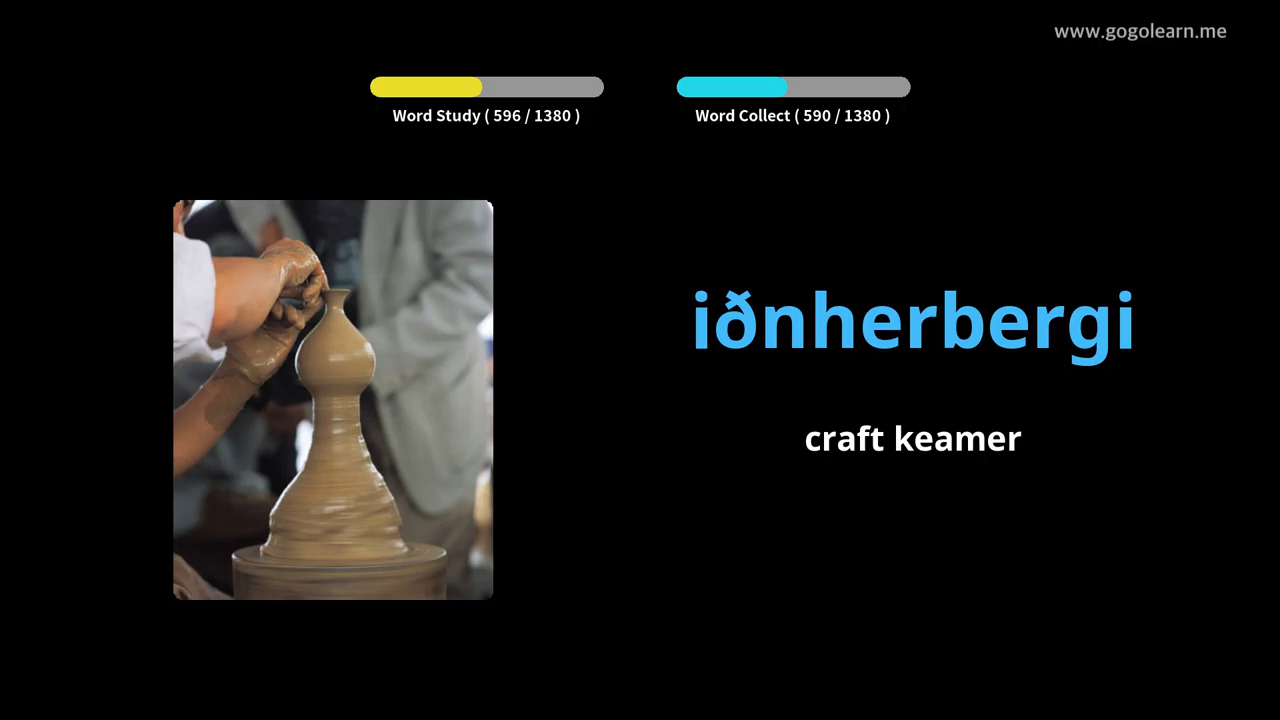 www.gogolearn.me
Word Study ( 596 / 1380 )
Word Collect ( 590 / 1380 )
iðnherbergi
craft keamer